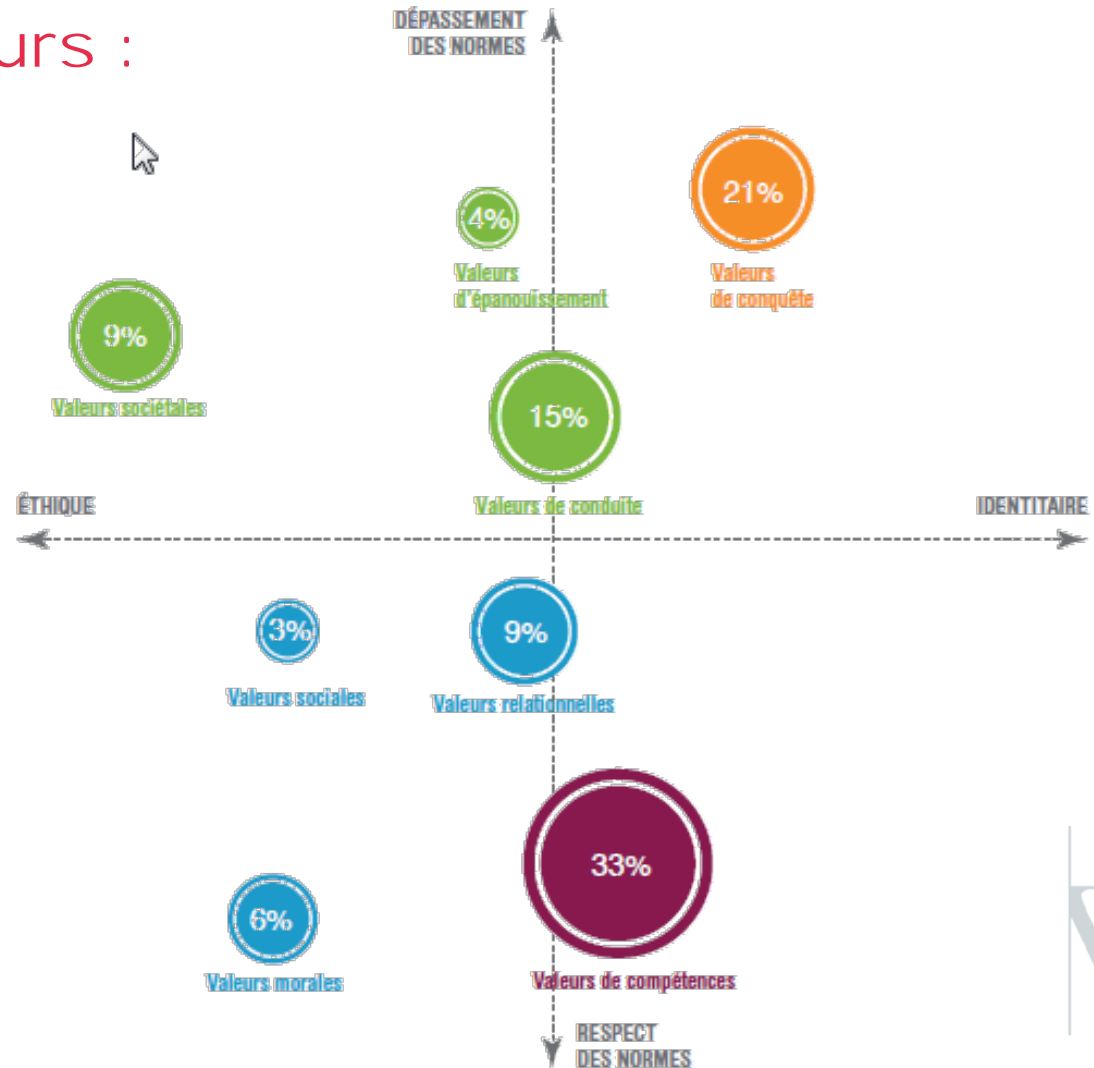 urs :
DÉPASSEMENT
DES NORMES
21%
4%
Valeurs
d'épanouissement
Valeurs
de conquête
9%
Valeurs sociétales
15%
Valeurs de conduite
ÉTHIQUE
IDENTITAIRE
3%
Valeurs sociales
9%
Valeurs relationnelles
33%
Valeurs de compétences
6%
Valeurs morales
RESPECT
DES NORMES